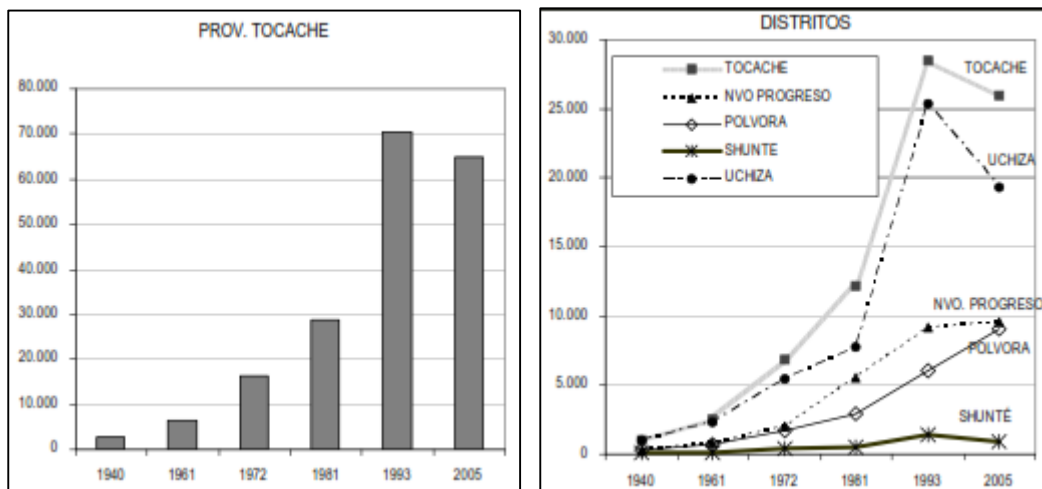 PROV. TOCACHE
80.000
70.000
60.000
50.000
40.000
30.000
20.000
10.000
0
1940 1961 1972 1981 1993 2005
DISTRITOS
30.000
25.000
20.000
15.000
10.000
5.000
0
TOCACHE
NVO PROGRESO
POLVORA
SHUNTE
UCHIZA
TOCACHE
UCHIZA
NVO. PROGRESO
POLVORA
SHUNTÉ
1940 1961 1972 1981 1993 2005